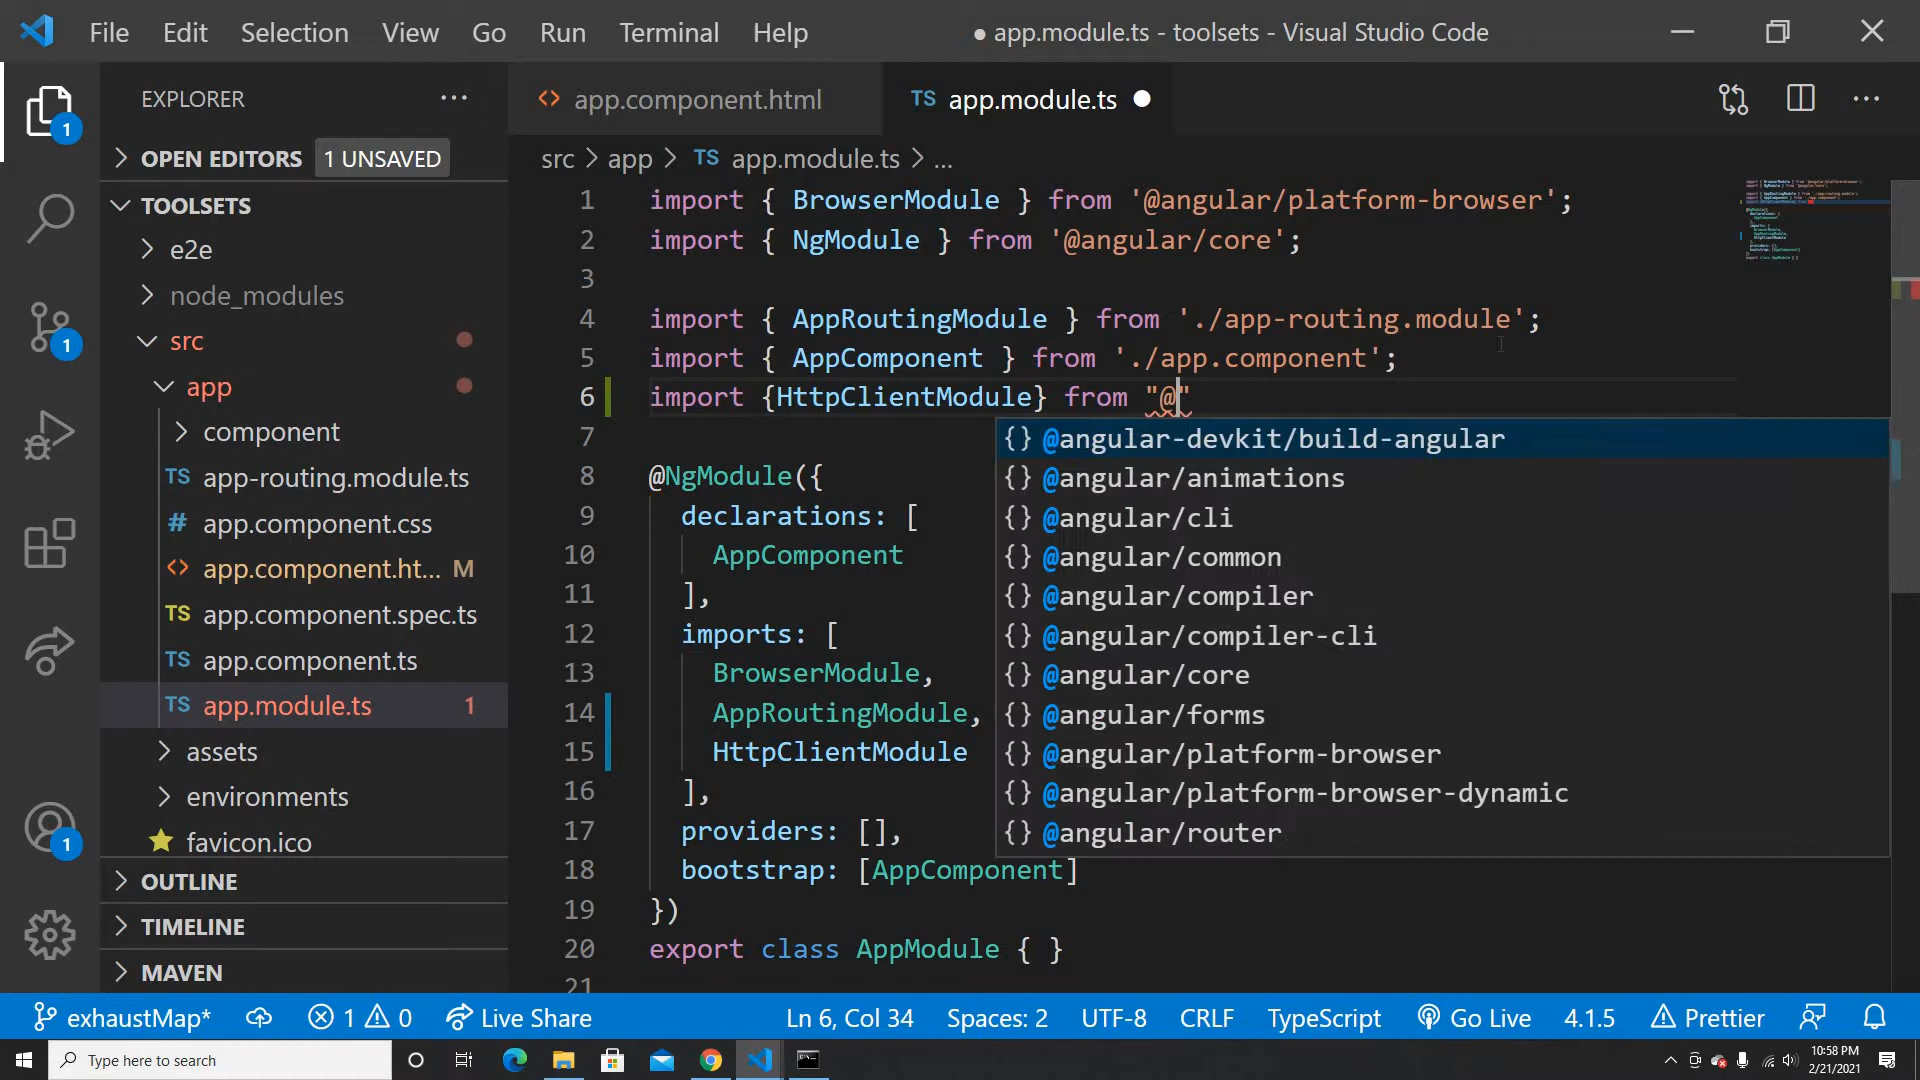 File Edit Selection View Go Run Terminal Help
● app.module.ts - toolsets - Visual Studio Code
EXPLORER ...
OPEN EDITORS 1 UNSAVED
TOOLSETS
e2e
node_modules
src
app
component
TS app-routing.module.ts
# app.component.css
<> app.component.ht... M
TS app.component.spec.ts
TS app.component.ts
TS app.module.ts 1
assets
environments
favicon.ico
OUTLINE
TIMELINE
MAVEN
1
1
1
<> app.component.html
TS app.module.ts ●
src > app > TS app.module.ts > ...
1 import { BrowserModule } from '@angular/platform-browser';
2 import { NgModule } from '@angular/core';
3
4 import { AppRoutingModule } from './app-routing.module';
5 import { AppComponent } from './app.component';
6 import {HttpClientModule} from "@"
7
8 @NgModule({
9 declarations: [
10 AppComponent
11 ],
12 imports: [
13 BrowserModule,
14 AppRoutingModule,
15 HttpClientModule
16 ],
17 providers: [],
18 bootstrap: [AppComponent]
19 })
20 export class AppModule { }
21
{} @angular-devkit/build-angular
{} @angular/animations
{} @angular/cli
{} @angular/common
{} @angular/compiler
{} @angular/compiler-cli
{} @angular/core
{} @angular/forms
{} @angular/platform-browser
{} @angular/platform-browser-dynamic
{} @angular/router
exhaustMap* 1 0 Live Share Ln 6, Col 34 Spaces: 2 UTF-8 CRLF TypeScript Go Live 4.1.5 Prettier
Type here to search
10:58 PM
2/21/2021